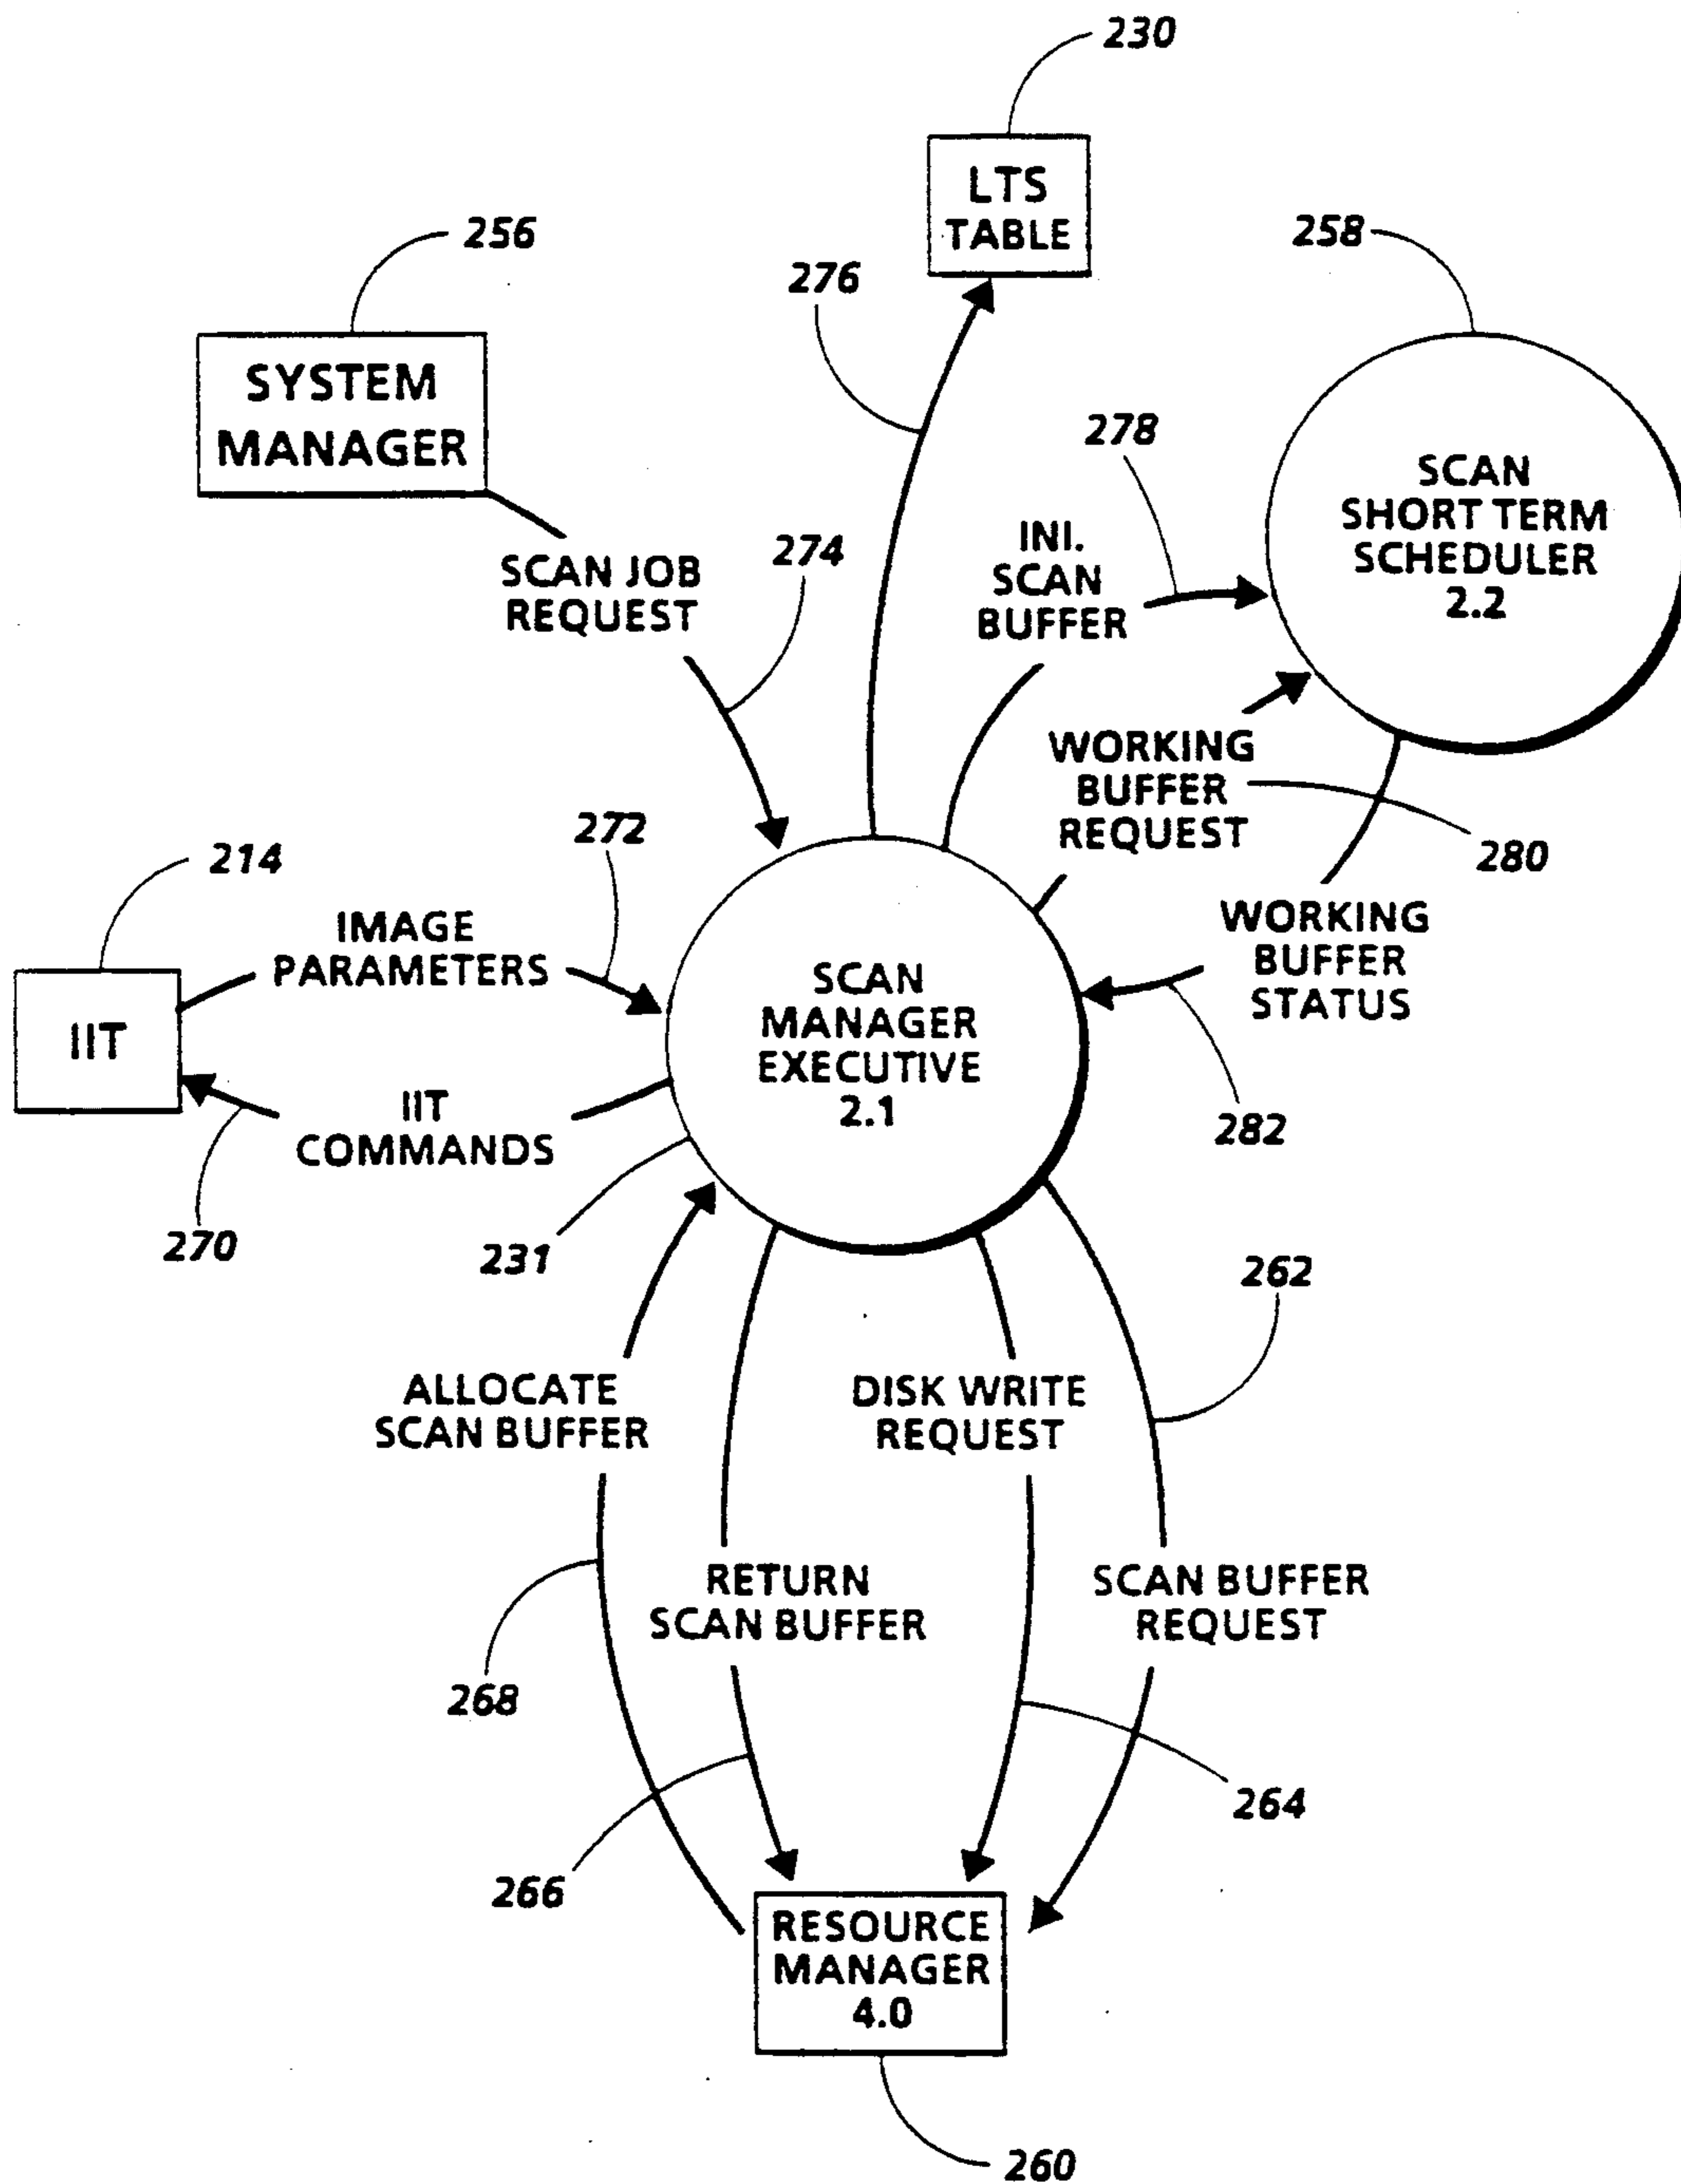 230
LTS
TABLE
256
258
276
SYSTEM
MANAGER
278
SCAN
SHORT TERM
SCHEDULER
2.2
INI.
SCAN
BUFFER
SCAN JOB
REQUEST
274
WORKING
BUFFER
REQUEST
280
272
214
IMAGE
PARAMETERS
WORKING
BUFFER
STATUS
IIT
SCAN
MANAGER
EXECUTIVE
2.1
IIT
COMMANDS
282
270
231
262
ALLOCATE
SCAN BUFFER
DISK WRITE
REQUEST
RETURN
SCAN BUFFER
SCAN BUFFER
REQUEST
268
264
266
RESOURCE
MANAGER
4.0
260